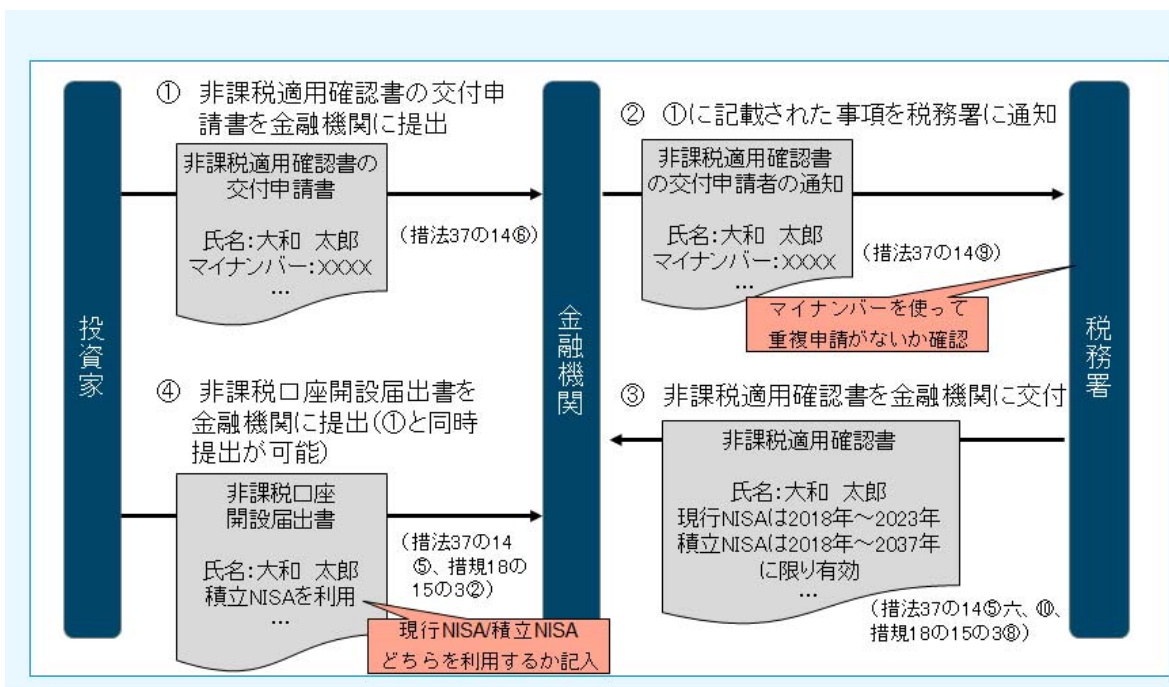 ① 非課税適用確認書の交付申
請書を金融機関に提出
非課税適用確認書の
交付申請書
氏名:大和 太郎
マイナンバー:XXXX
…
(措法37の14⑥)
② ①に記載された事項を税務署に通知
非課税適用確認書
の交付申請者の通知
氏名:大和 太郎
マイナンバー:XXXX
…
(措法37の14⑨)
マイナンバーを使って
重複申請がないか確認
投資家
金融機関
税務署
③ 非課税適用確認書を金融機関に交付
非課税適用確認書
氏名:大和 太郎
現行NISAは2018年~2023年
積立NISAは2018年~2037年
に限り有効
…
(措法37の14⑤六、⑩、
措規18の15の3⑧)
④ 非課税口座開設届出書を
金融機関に提出(①と同時
提出が可能)
非課税口座
開設届出書
氏名:大和 太郎
積立NISAを利用
…
(措法37の14
⑤、措規18の
15の3②)
現行NISA/積立NISA
どちらを利用するか記入